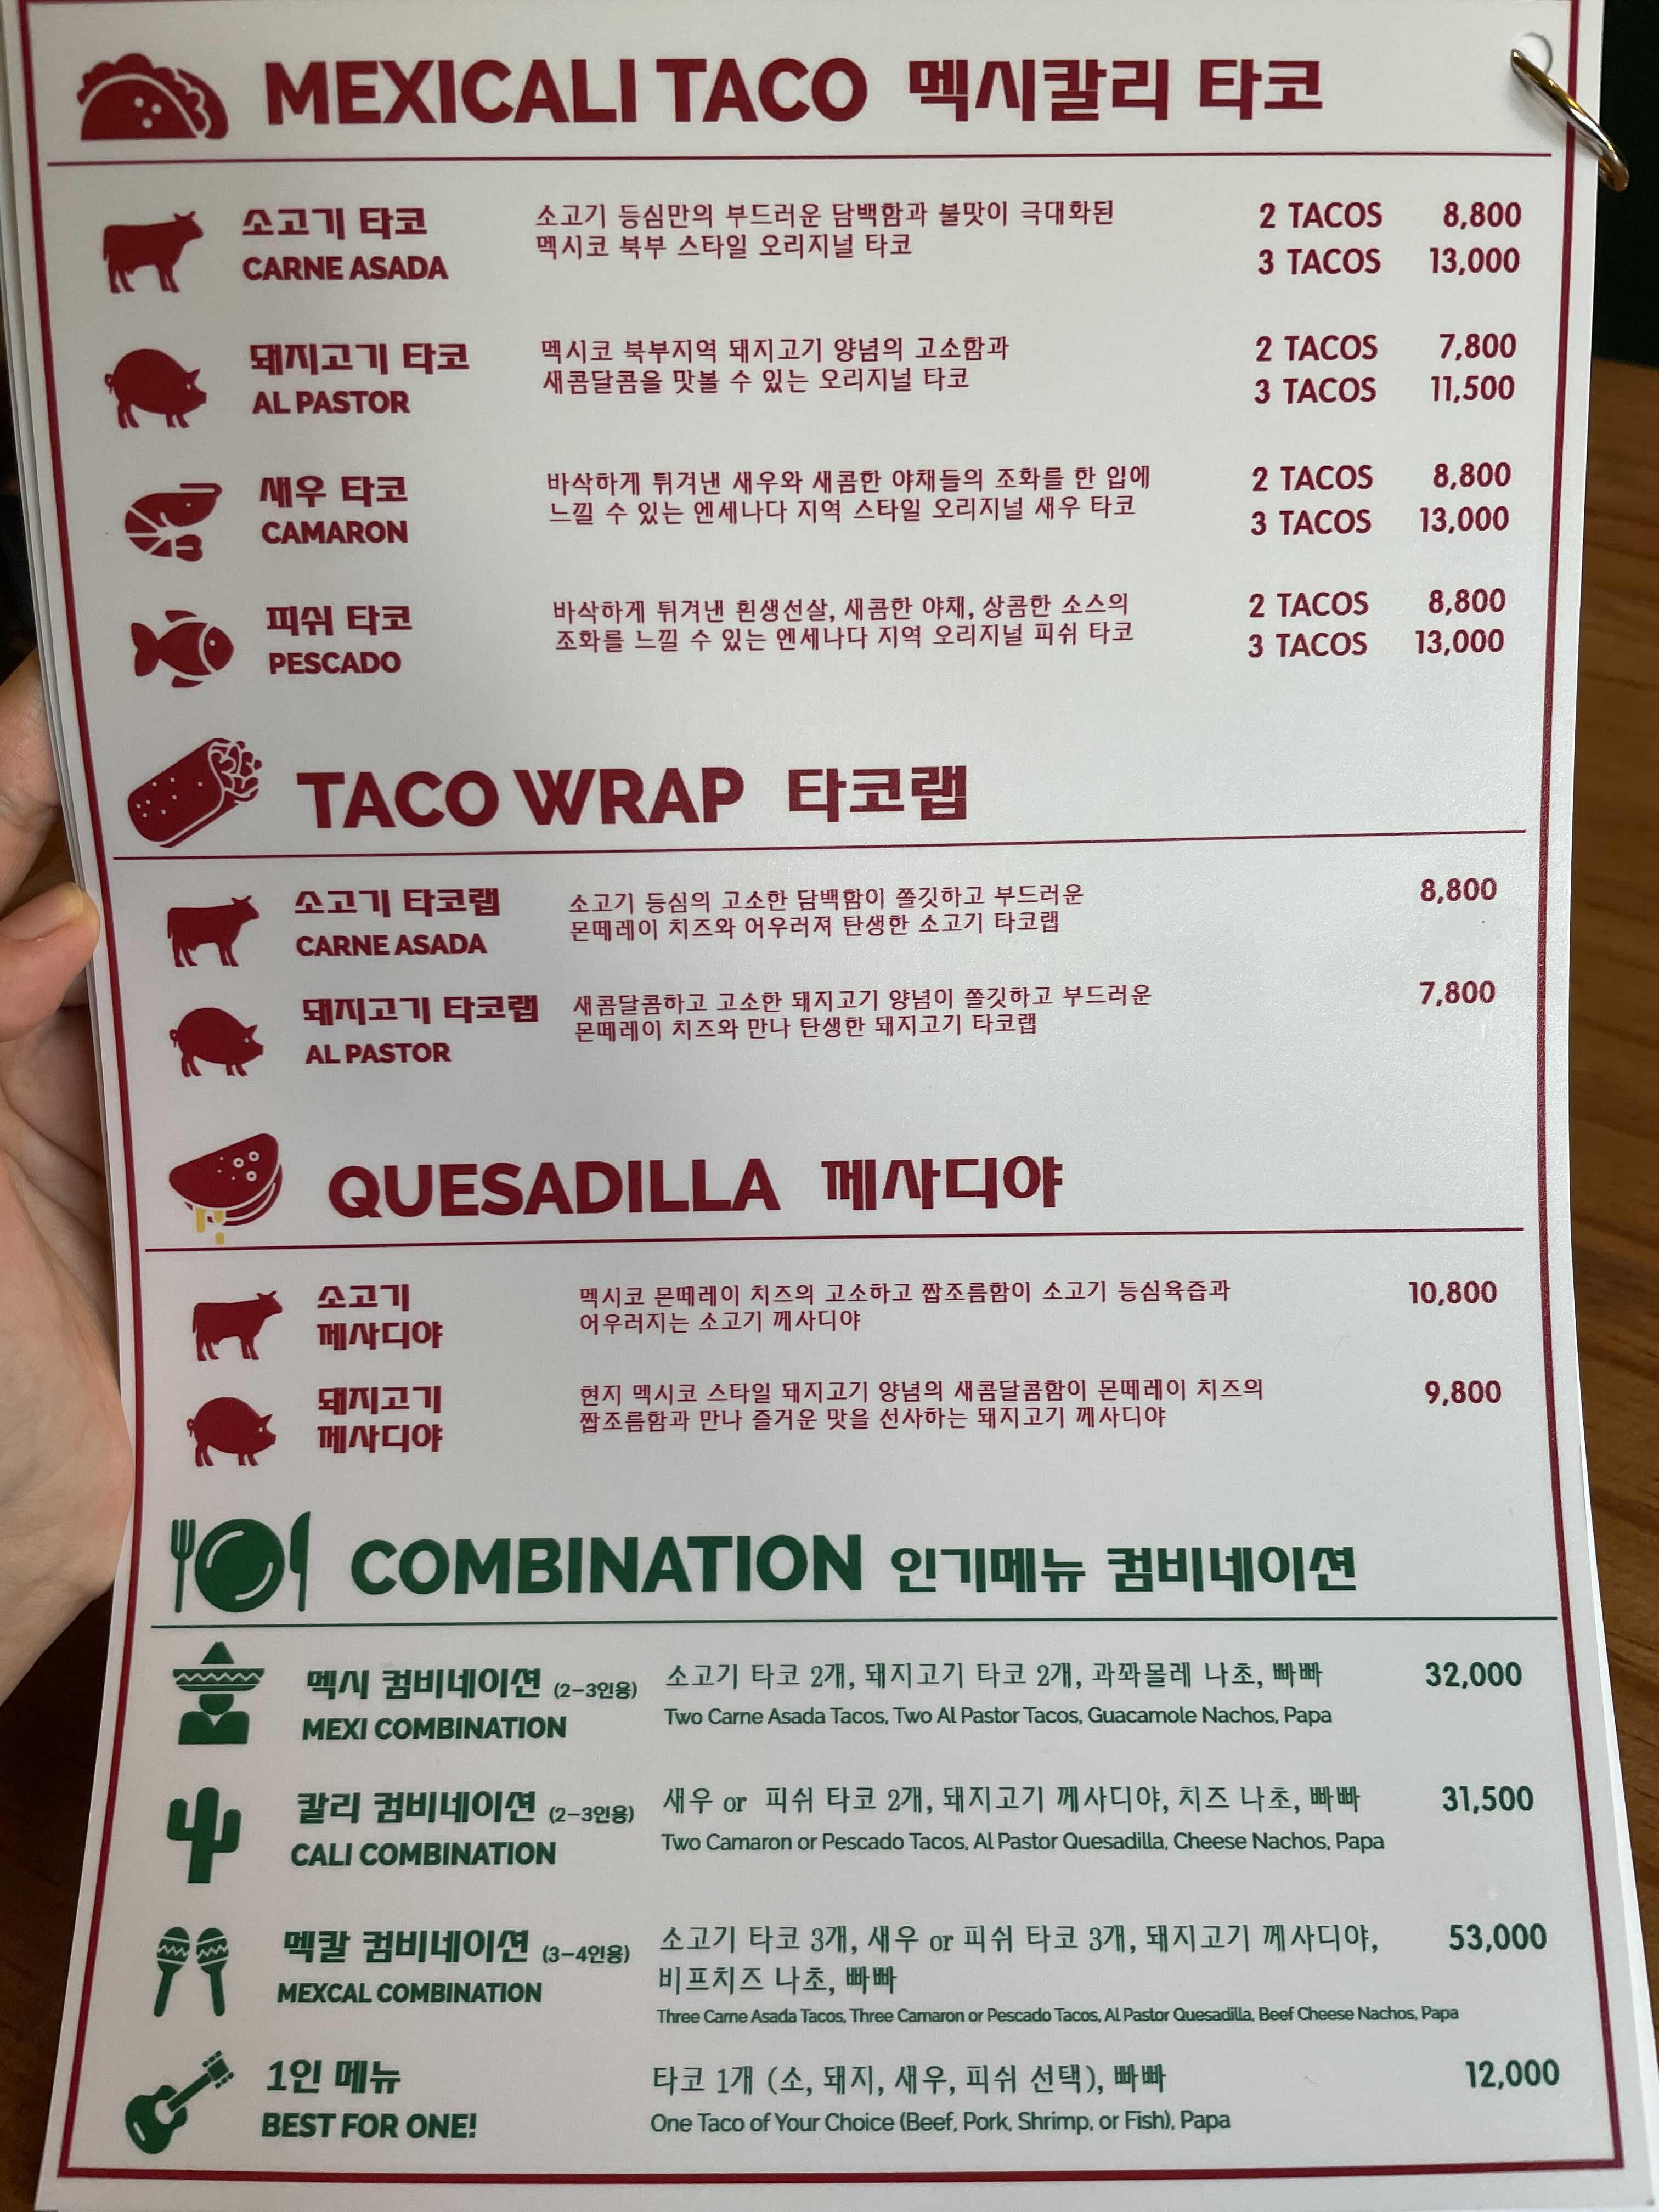 MEXICALI TACO 멕시칼리 타코
소고기 타코
CARNE ASADA
소고기 등심만의 부드러운 담백함과 불맛이 극대화된
멕시코 북부 스타일 오리지널 타코
2 TACOS 8,800
3 TACOS 13,000
돼지고기 타코
AL PASTOR
멕시코 북부지역 돼지고기 양념의 고소함과
새콤달콤을 맛볼 수 있는 오리지널 타코
2 TACOS 7,800
3 TACOS 11,500
새우 타코
CAMARON
바삭하게 튀겨낸 새우와 새콤한 야채들의 조화를 한 입에
느낄 수 있는 엔세나다 지역 스타일 오리지널 새우 타코
2 TACOS 8,800
3 TACOS 13,000
피쉬 타코
PESCADO
바삭하게 튀겨낸 흰생선살, 새콤한 야채, 상콤한 소스의
조화를 느낄 수 있는 엔세나다 지역 오리지널 피쉬 타코
2 TACOS 8,800
3 TACOS 13,000
TACO WRAP 타코랩
소고기 타코랩
CARNE ASADA
소고기 등심의 고소한 담백함이 쫄깃하고 부드러운
몬떼레이 치즈와 어우러져 탄생한 소고기 타코랩
8,800
돼지고기 타코랩
AL PASTOR
새콤달콤하고 고소한 돼지고기 양념이 쫄깃하고 부드러운
몬떼레이 치즈와 만나 탄생한 돼지고기 타코랩
7,800
QUESADILLA 께사디야
소고기
께사디야
멕시코 몬떼레이 치즈의 고소하고 짭조름함이 소고기 등심육즙과
어우러지는 소고기 께사디야
10,800
돼지고기
께사디야
현지 멕시코 스타일 돼지고기 양념의 새콤달콤함이 몬떼레이 치즈의
짭조름함과 만나 즐거운 맛을 선사하는 돼지고기 께사디야
9,800
COMBINATION 인기메뉴 컴비네이션
멕시 컴비네이션 (2-3인용)
MEXI COMBINATION
소고기 타코 2개, 돼지고기 타코 2개, 과꽈몰레 나초, 빠빠
Two Carne Asada Tacos, Two Al Pastor Tacos, Guacamole Nachos, Papa
32,000
칼리 컴비네이션 (2-3인용)
CALI COMBINATION
새우 or 피쉬 타코 2개, 돼지고기 께사디야, 치즈 나초, 빠빠
Two Camaron or Pescado Tacos, Al Pastor Quesadilla, Cheese Nachos, Papa
31,500
멕칼 컴비네이션 (3-4인용)
MEXCAL COMBINATION
소고기 타코 3개, 새우 or 피쉬 타코 3개, 돼지고기 께사디야,
비프치즈 나초, 빠빠
Three Carne Asada Tacos, Three Camaron or Pescado Tacos, Al Pastor Quesadilla, Beef Cheese Nachos, Papa
53,000
1인 메뉴
BEST FOR ONE!
타코 1개 (소, 돼지, 새우, 피쉬 선택), 빠빠
One Taco of Your Choice (Beef, Pork, Shrimp, or Fish), Papa
12,000